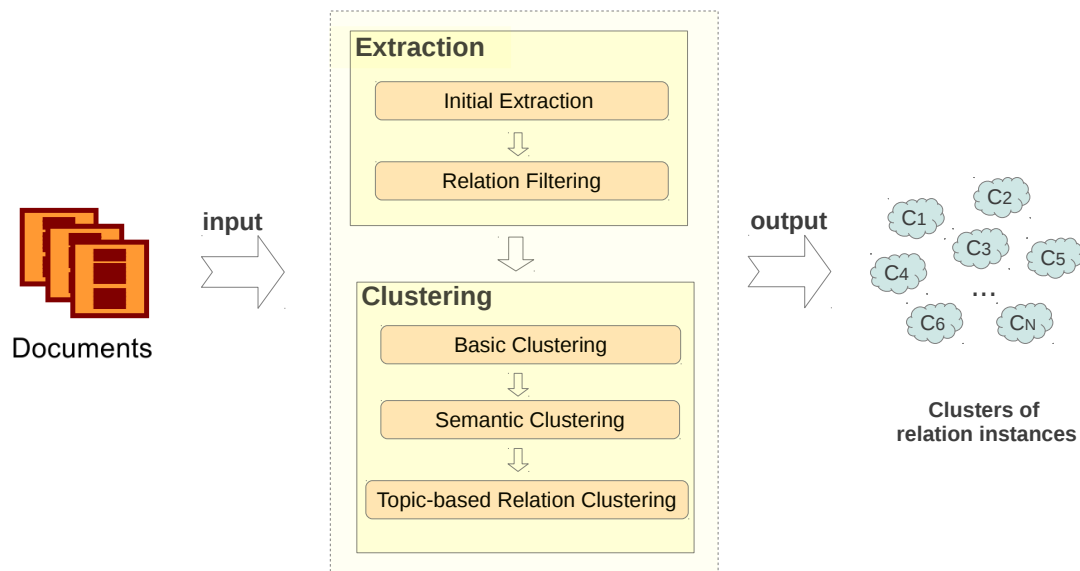 Documents
input
Extraction
Initial Extraction
Relation Filtering
Clustering
Basic Clustering
Semantic Clustering
Topic-based Relation Clustering
output
C1
C2
C3
C4
C5
...
C6
CN
Clusters of
relation instances